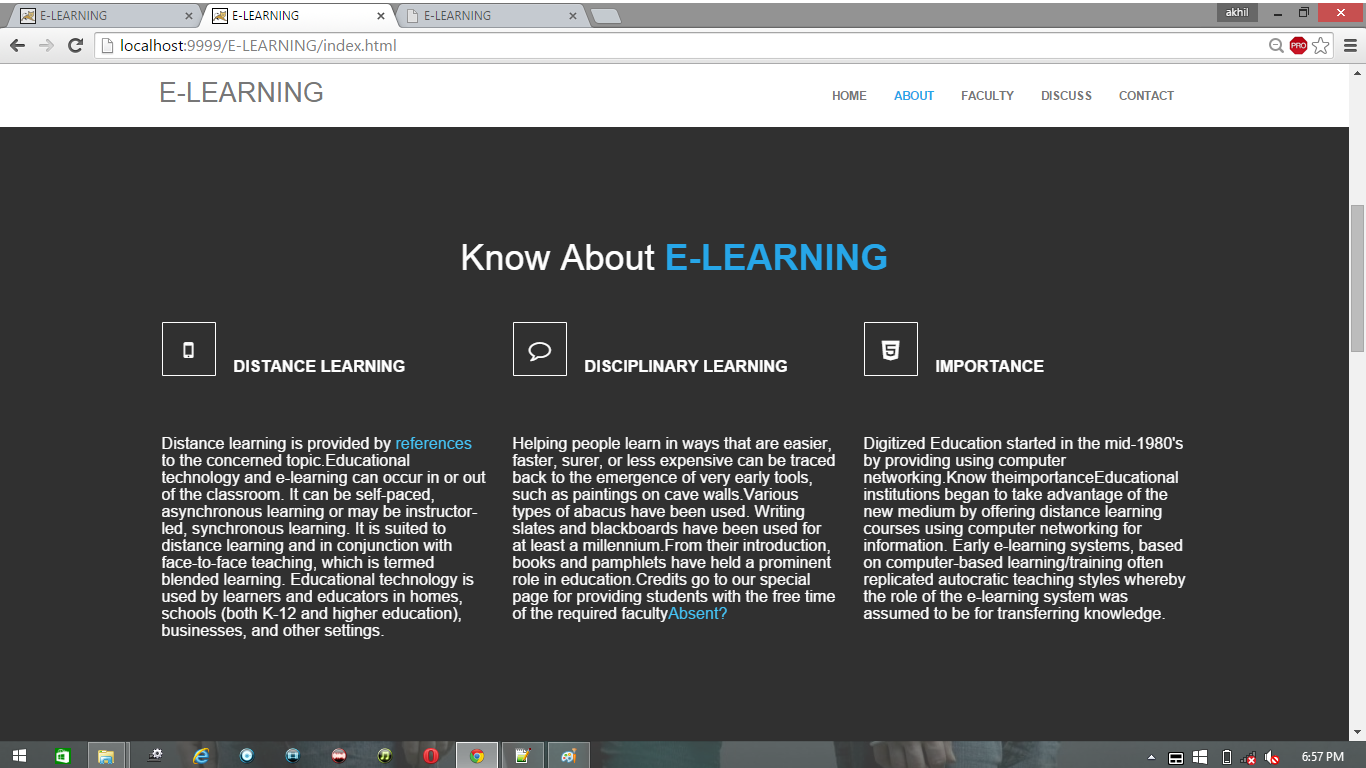 E-LEARNING
E-LEARNING
E-LEARNING
akhil
localhost:9999/E-LEARNING/index.html
PRO
E-LEARNING
HOME
ABOUT
FACULTY
DISCUSS
CONTACT
Know About E-LEARNING
DISTANCE LEARNING
Distance learning is provided by references
to the concerned topic.Educational
technology and e-learning can occur in or out
of the classroom. It can be self-paced,
asynchronous learning or may be instructor-
led, synchronous learning. It is suited to
distance learning and in conjunction with
face-to-face teaching, which is termed
blended learning. Educational technology is
used by learners and educators in homes,
schools (both K-12 and higher education),
businesses, and other settings.
DISCIPLINARY LEARNING
Helping people learn in ways that are easier,
faster, surer, or less expensive can be traced
back to the emergence of very early tools,
such as paintings on cave walls.Various
types of abacus have been used. Writing
slates and blackboards have been used for
at least a millennium.From their introduction,
books and pamphlets have held a prominent
role in education.Credits go to our special
page for providing students with the free time
of the required facultyAbsent?
5
IMPORTANCE
Digitized Education started in the mid-1980's
by providing using computer
networking.Know theimportanceEducational
institutions began to take advantage of the
new medium by offering distance learning
courses using computer networking for
information. Early e-learning systems, based
on computer-based learning/training often
replicated autocratic teaching styles whereby
the role of the e-learning system was
assumed to be for transferring knowledge.
6:57 PM